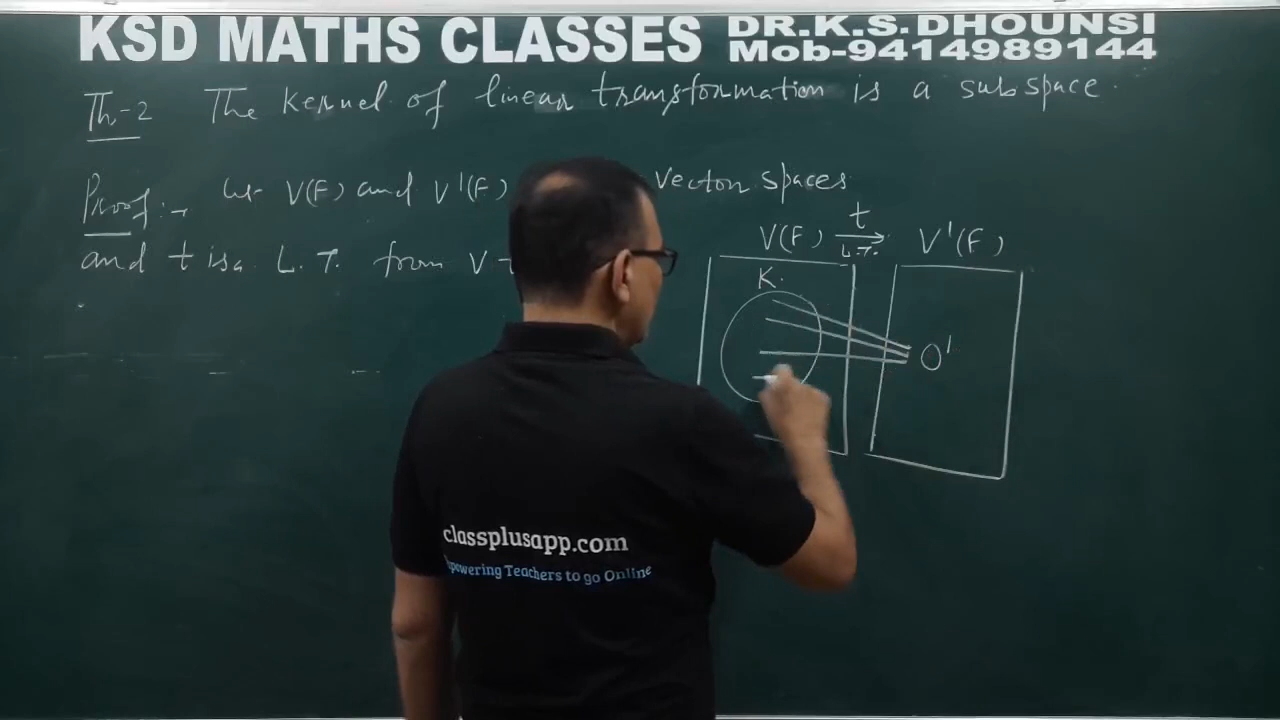 KSD MATHS CLASSES DR.K.S.DHOUNSI
Mob-9414989144
Th-2 The Kernel of linear transformation is a subspace.
Proof:- Let V(F) and V'(F) vector spaces
and t is a L.T. from V
V(F) t V'(F)
L.T.
K.
O'
classplusapp.com
Teachers to go Online